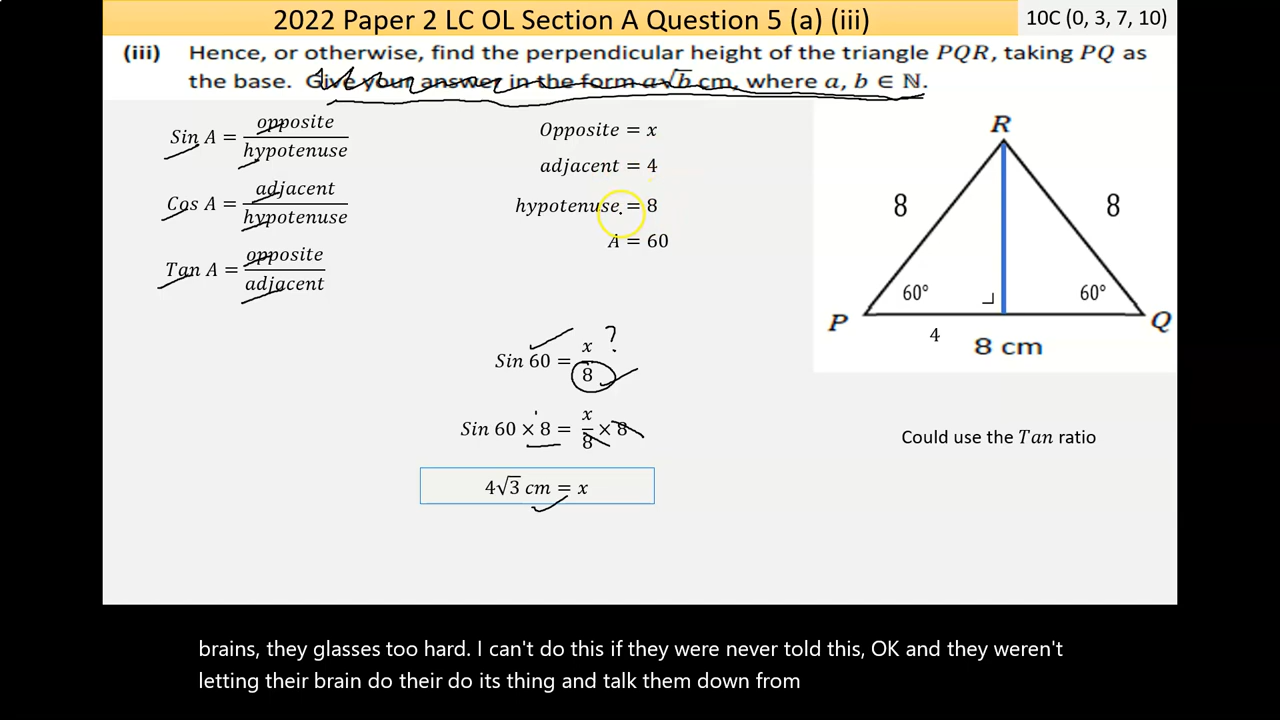 2022 Paper 2 LC OL Section A Question 5 (a) (iii)
10C (0, 3, 7, 10)
(iii) Hence, or otherwise, find the perpendicular height of the triangle PQR, taking PQ as
the base. Give your answer in the form a√b cm, where a, b ∈ ℕ.
Sin A = opposite / hypotenuse
Cos A = adjacent / hypotenuse
Tan A = opposite / adjacent
Opposite = x
adjacent = 4
hypotenuse = 8
A = 60
Sin 60 = x / 8 ?
Sin 60 × 8 = x / 8 × 8
4√3 cm = x
R
8
8
60°
60°
P
Q
4
8 cm
Could use the Tan ratio
brains, they glasses too hard. I can't do this if they were never told this, OK and they weren't
letting their brain do their do its thing and talk them down from